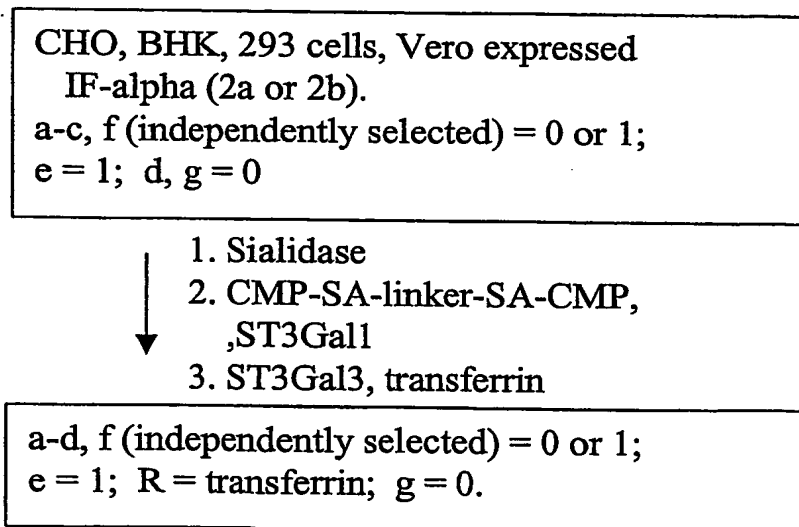 CHO, BHK, 293 cells, Vero expressed
IF-alpha (2a or 2b).
a-c, f (independently selected) = 0 or 1;
e = 1; d, g = 0
1. Sialidase
2. CMP-SA-linker-SA-CMP,
,ST3Gal1
3. ST3Gal3, transferrin
a-d, f (independently selected) = 0 or 1;
e = 1; R = transferrin; g = 0.